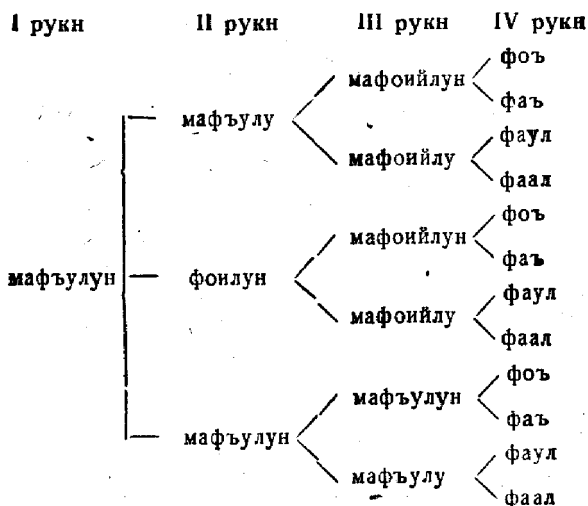 I рукн II рукн III рукн IV рукн
фоъ
мафоийлун
фаъ
мафъулу
фаул
мафоийлу
фаал
фоъ
мафоийлун
фаъ
мафъулун фоилун
фаул
мафоийлу
фаал
фоъ
мафъулун
фаъ
мафъулун
фаул
мафъулу
фаал